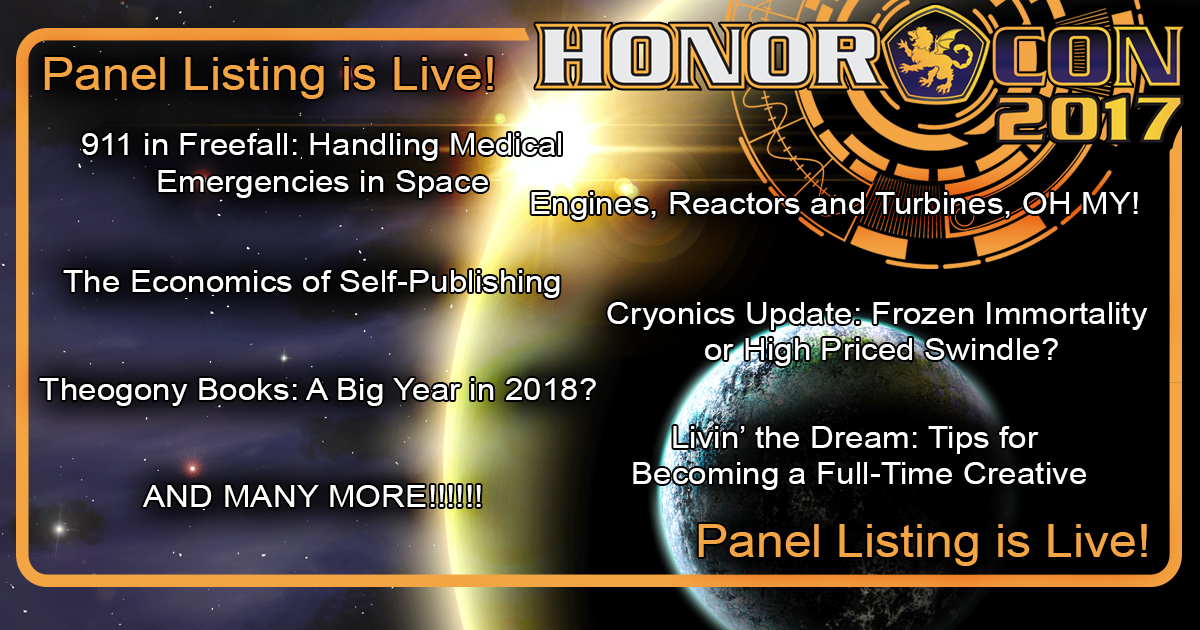 HONOR CON
2017
Panel Listing is Live!
911 in Freefall: Handling Medical
Emergencies in Space
Engines, Reactors and Turbines, OH MY!
The Economics of Self-Publishing
Cryonics Update: Frozen Immortality
or High Priced Swindle?
Theogony Books: A Big Year in 2018?
Livin’ the Dream: Tips for
Becoming a Full-Time Creative
AND MANY MORE!!!!!!
Panel Listing is Live!